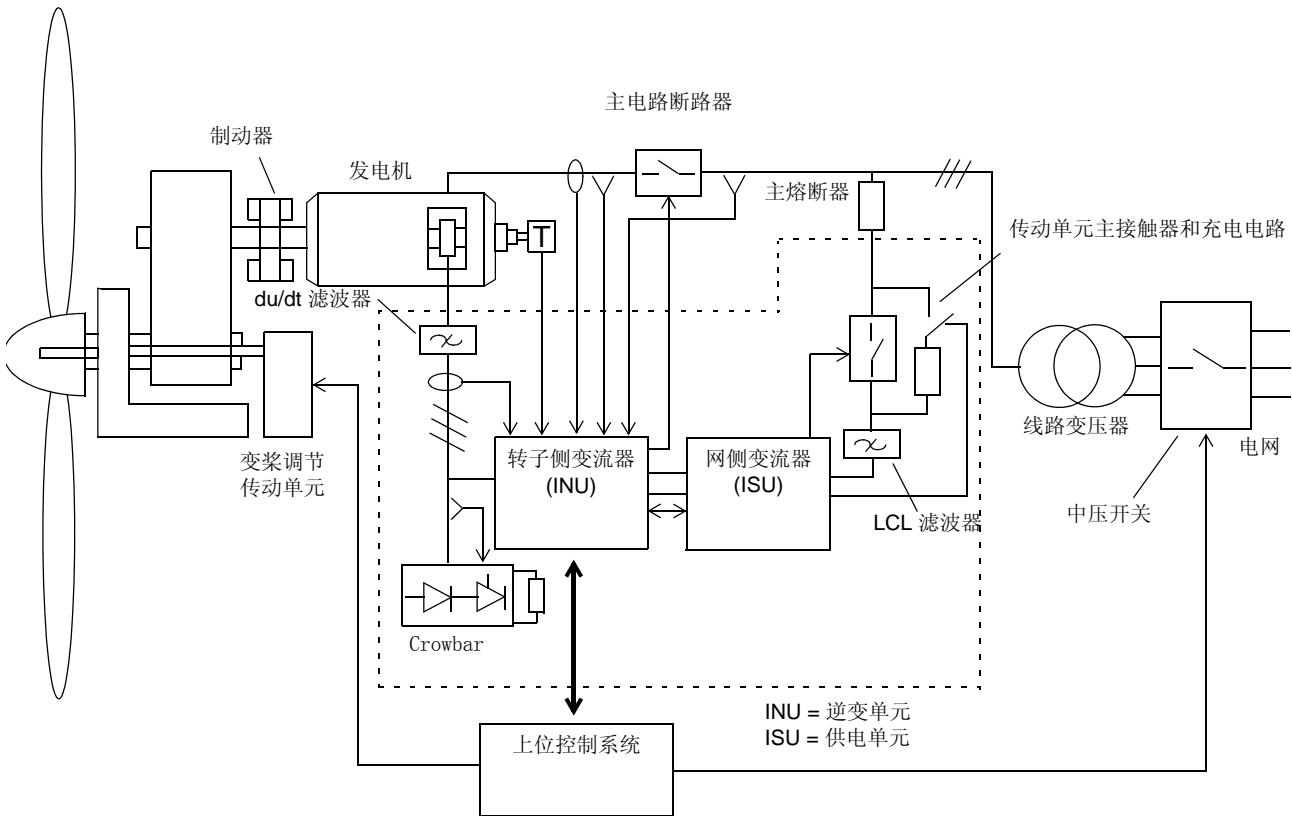 主电路断路器
制动器
发电机
主熔断器
T
传动单元主接触器和充电电路
du/dt 滤波器
线路变压器
电网
变桨调节
传动单元
转子侧变流器
(INU)
网侧变流器
(ISU)
LCL 滤波器
中压开关
Crowbar
INU = 逆变单元
ISU = 供电单元
上位控制系统